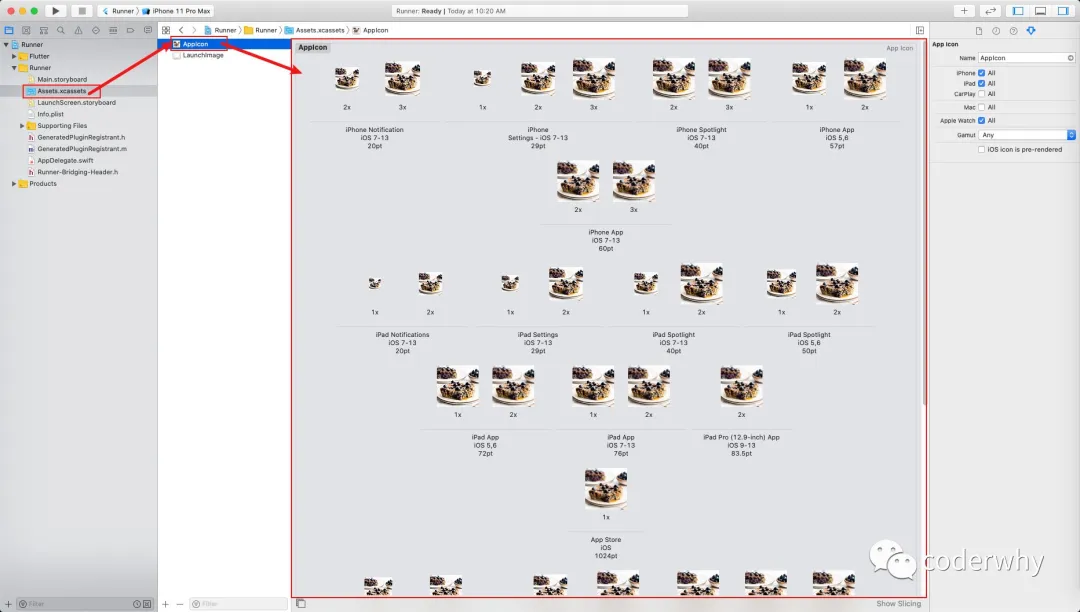 Runner
iPhone 11 Pro Max
Runner: Ready | Today at 10:20 AM
Runner
Runner
Assets.xcassets
AppIcon
Runner
Flutter
Runner
Main.storyboard
Assets.xcassets
LaunchScreen.storyboard
Info.plist
Supporting Files
GeneratedPluginRegistrant.h
GeneratedPluginRegistrant.m
AppDelegate.swift
Runner-Bridging-Header.h
Products
AppIcon
LaunchImage
AppIcon
App Icon
2x 3x 1x 2x 3x 2x 3x 1x 2x
iPhone Notification
iOS 7-13
20pt
iPhone
Settings - iOS 7-13
29pt
iPhone Spotlight
iOS 7-13
40pt
iPhone App
iOS 5,6
57pt
2x 3x
iPhone App
iOS 7-13
60pt
1x 2x 1x 2x 1x 2x 1x 2x
iPad Notifications
iOS 7-13
20pt
iPad Settings
iOS 7-13
29pt
iPad Spotlight
iOS 7-13
40pt
iPad Spotlight
iOS 5,6
50pt
1x 2x 1x 2x 2x
iPad App
iOS 5,6
72pt
iPad App
iOS 7-13
76pt
iPad Pro (12.9-inch) App
iOS 9-13
83.5pt
1x
App Store
iOS
1024pt
App Icon
Name AppIcon
iPhone All
iPad All
CarPlay All
Mac All
Apple Watch All
Gamut Any
iOS icon is pre-rendered
coderwhy
Filter
Filter
Show Slicing